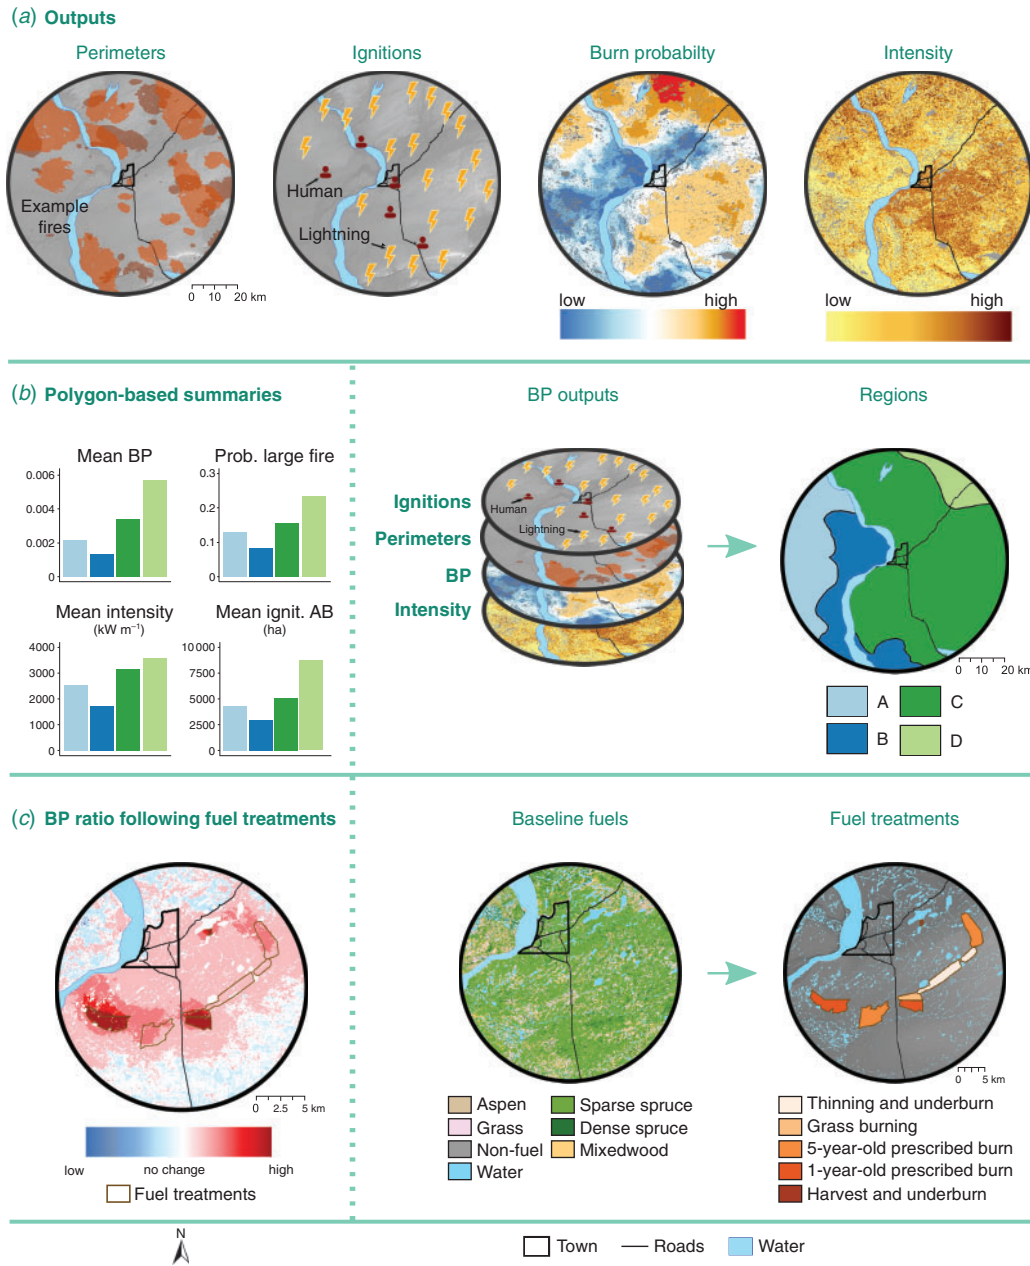 (a) Outputs
Perimeters
Ignitions
Burn probabilty
Intensity
Example
fires
0 10 20 km
Human
Lightning
low high
low high
(b) Polygon-based summaries
BP outputs
Regions
Mean BP
0.006
0.004
0.002
0
Prob. large fire
0.3
0.2
0.1
0
Mean intensity
(kW m⁻¹)
4000
3000
2000
1000
0
Mean ignit. AB
(ha)
10 000
7500
5000
2500
0
Ignitions
Perimeters
BP
Intensity
Human
Lightning
0 10 20 km
A
B
C
D
(c) BP ratio following fuel treatments
Baseline fuels
Fuel treatments
0 2.5 5 km
low no change high
Fuel treatments
Aspen
Grass
Non-fuel
Water
Sparse spruce
Dense spruce
Mixedwood
0 5 km
Thinning and underburn
Grass burning
5-year-old prescribed burn
1-year-old prescribed burn
Harvest and underburn
N
Town Roads Water